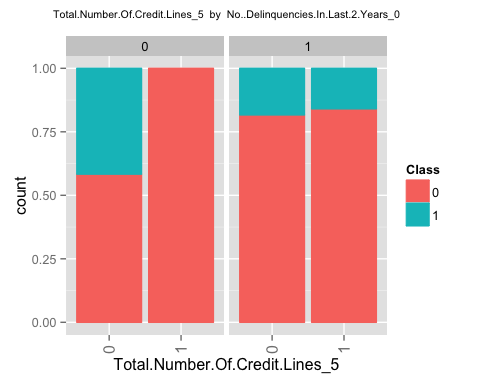 Total.Number.Of.Credit.Lines_5 by No..Delinquencies.In.Last.2.Years_0
0 1
1.00
0.75
0.50
0.25
0.00
count
0 1 0 1
Total.Number.Of.Credit.Lines_5
Class
0
1